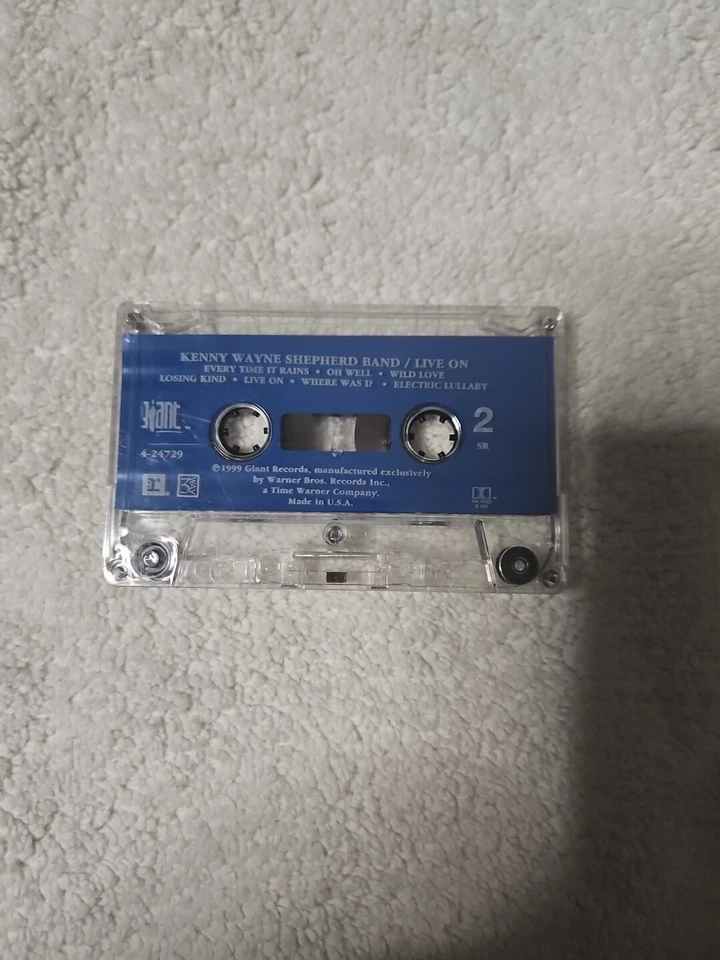 KENNY WAYNE SHEPHERD BAND / LIVE ON
EVERY TIME IT RAINS • OH WELL • WILD LOVE
LOSING KIND • LIVE ON • WHERE WAS I? • ELECTRIC LULLABY
Giant
2
4-24729
SR
℗1999 Giant Records, manufactured exclusively
by Warner Bros. Records Inc.,
a Time Warner Company.
Made in U.S.A.
r